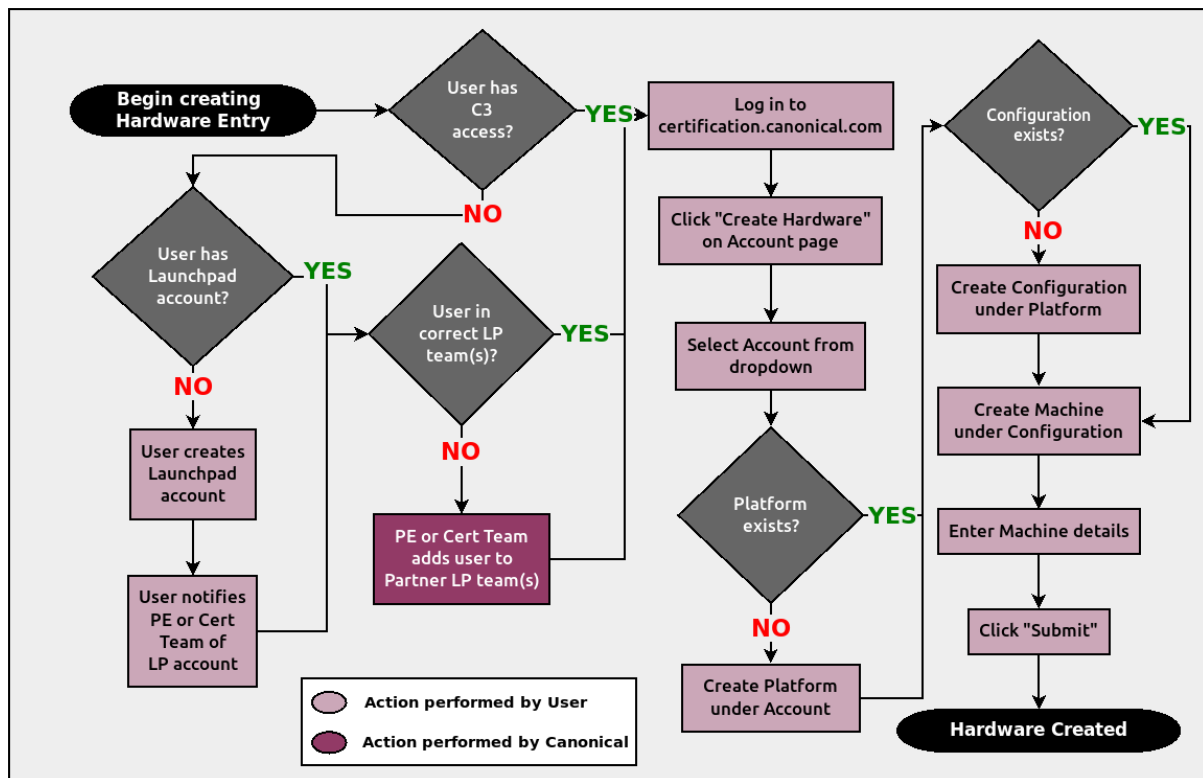 Begin creating
Hardware Entry
User has
C3
access?
YES
NO
User has
Launchpad
account?
YES
NO
User creates
Launchpad
account
User notifies
PE or Cert
Team of
LP account
User in
correct LP
team(s)?
YES
NO
PE or Cert Team
adds user to
Partner LP team(s)
Log in to
certification.canonical.com
Click "Create Hardware"
on Account page
Select Account from
dropdown
Platform
exists?
YES
NO
Create Platform
under Account
Configuration
exists?
YES
NO
Create Configuration
under Platform
Create Machine
under Configuration
Enter Machine details
Click "Submit"
Hardware Created
Action performed by User
Action performed by Canonical